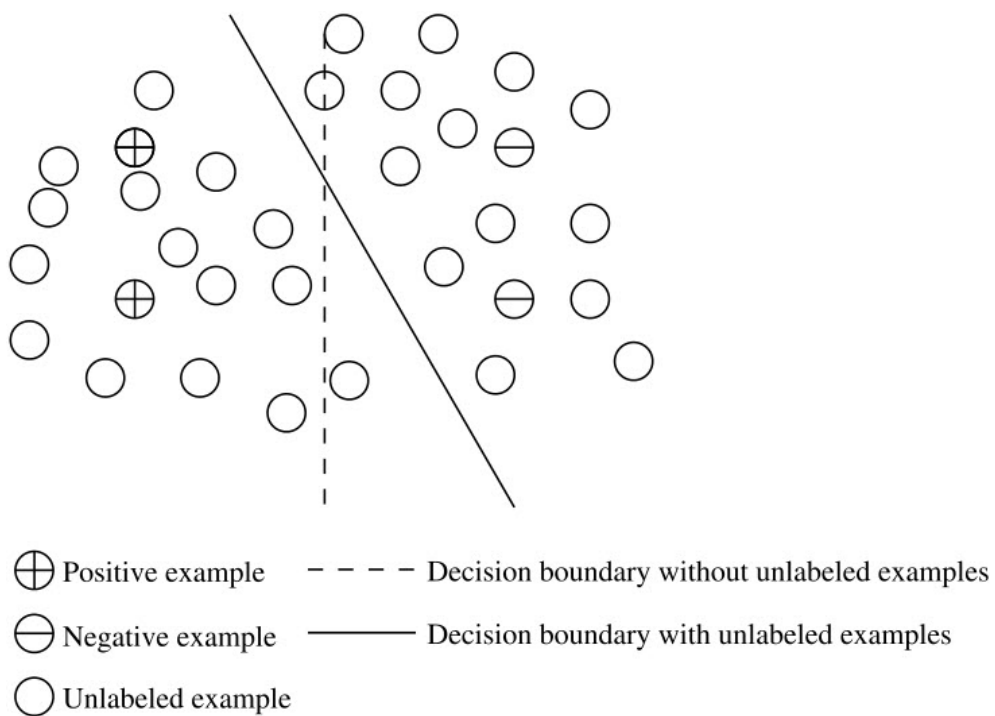 Positive example
Decision boundary without unlabeled examples
Negative example
Decision boundary with unlabeled examples
Unlabeled example